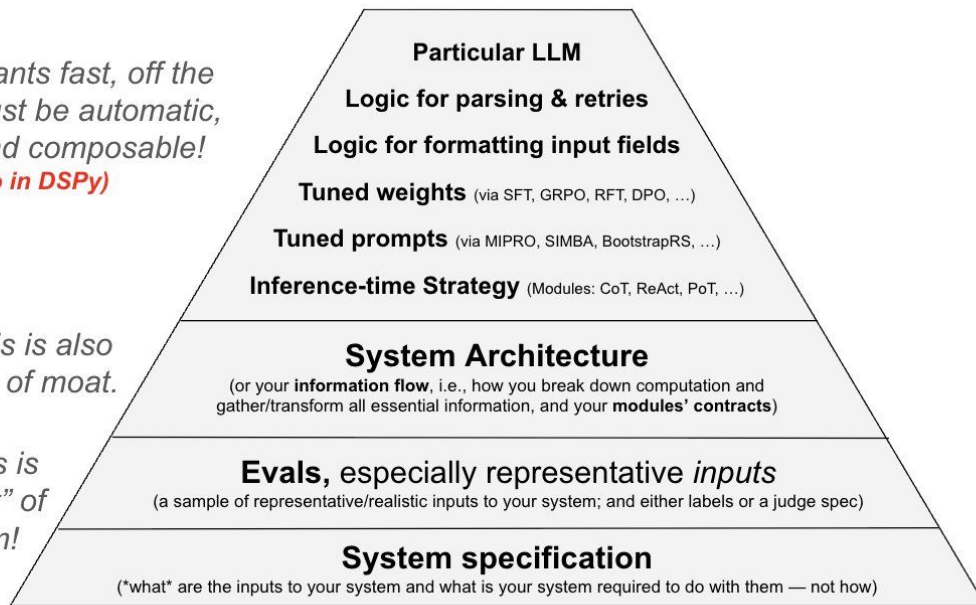 Particular LLM
ants fast, off the
Logic for parsing & retries
ust be automatic,
Logic for formatting input fields
nd composable!
in DSPy)
Tuned weights (via SFT, GRPO, RFT, DPO, …)
Tuned prompts (via MIPRO, SIMBA, BootstrapRS, …)
Inference-time Strategy (Modules: CoT, ReAct, PoT, …)
s is also
of moat.
System Architecture
(or your information flow, i.e., how you break down computation and
gather/transform all essential information, and your modules’ contracts)
s is
” of
n!
Evals, especially representative inputs
(a sample of representative/realistic inputs to your system; and either labels or a judge spec)
System specification
(*what* are the inputs to your system and what is your system required to do with them — not how)